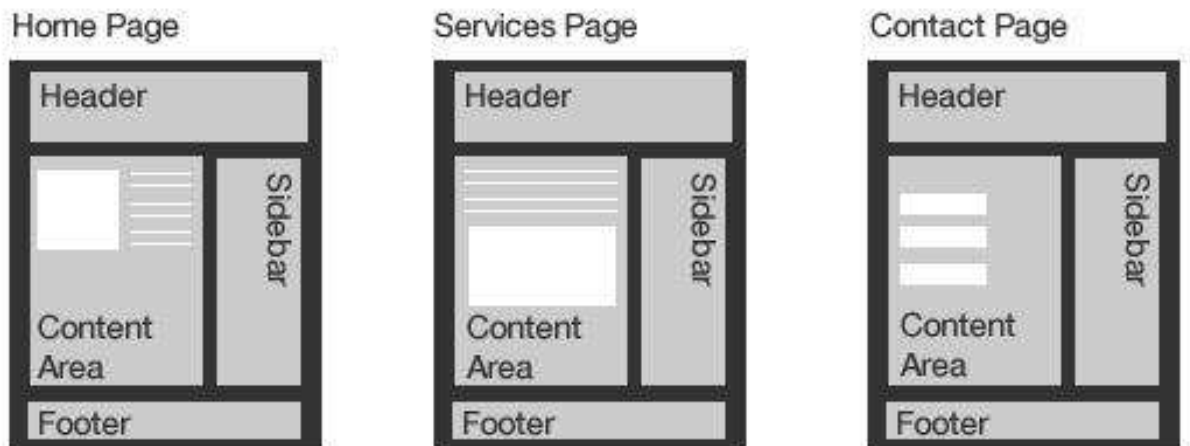 Home Page
Services Page
Contact Page
Header
Header
Header
Sidebar
Sidebar
Sidebar
Content
Area
Content
Area
Content
Area
Footer
Footer
Footer